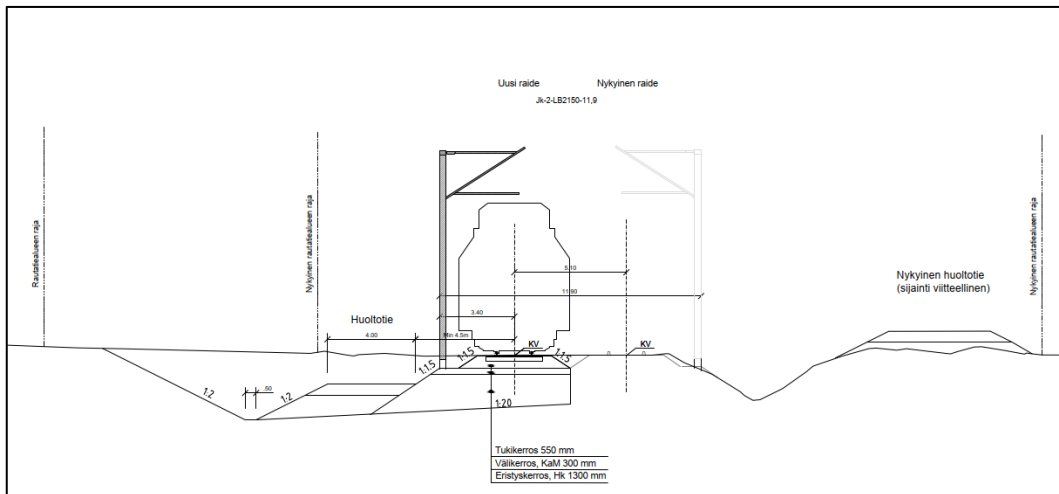 Uusi raide
Nykyinen raide
Jk-2-LB2150-11,9
Rautatiealueen raja
Nykyinen rautatiealueen raja
Nykyinen rautatiealueen raja
5.10
11.90
3.40
Huoltotie
4.00
Min 4.5m
Nykyinen huoltotie
(sijainti viitteellinen)
KV
KV
1:1.5
1:1.5
1:1.5
1:2
.50
1:2
1:20
Tukikerros 550 mm
Välikerros, KaM 300 mm
Eristyskerros, Hk 1300 mm